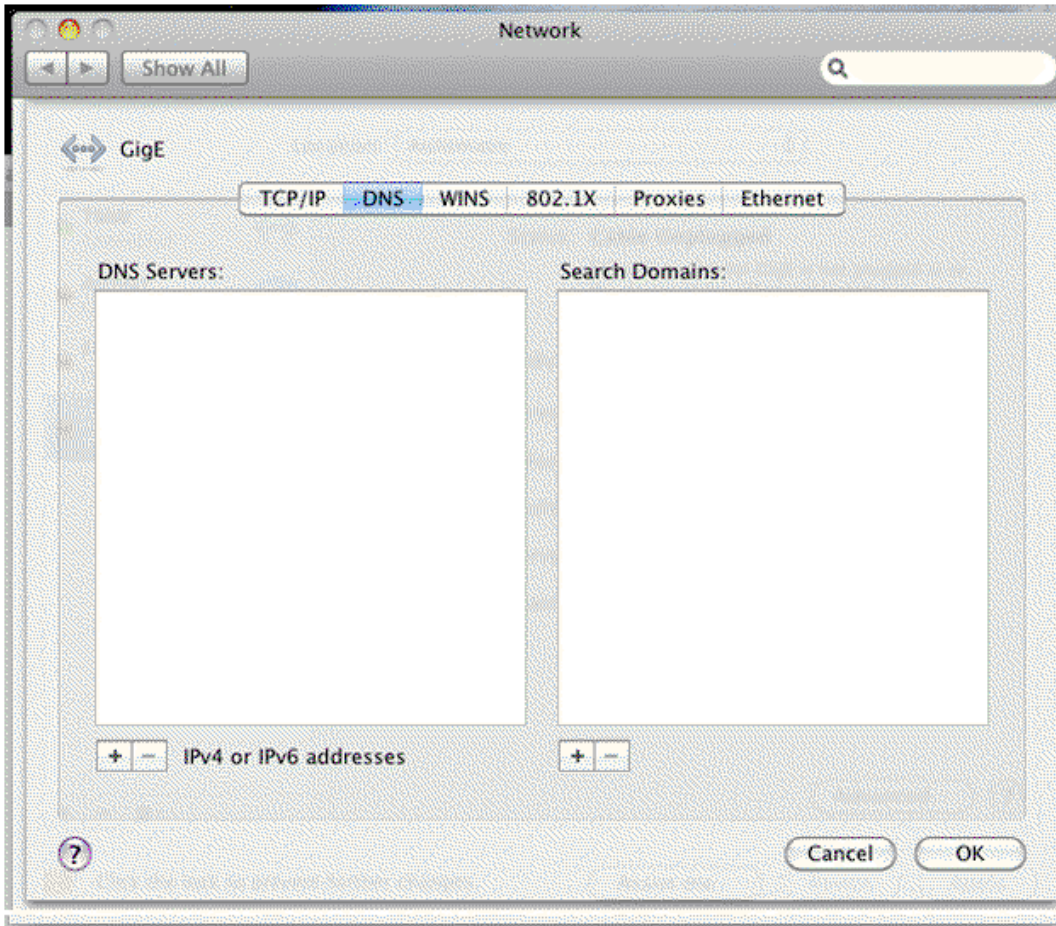 Network
Show All
GigE
TCP/IP DNS WINS 802.1X Proxies Ethernet
DNS Servers: Search Domains:
+ − IPv4 or IPv6 addresses + −
? Cancel OK